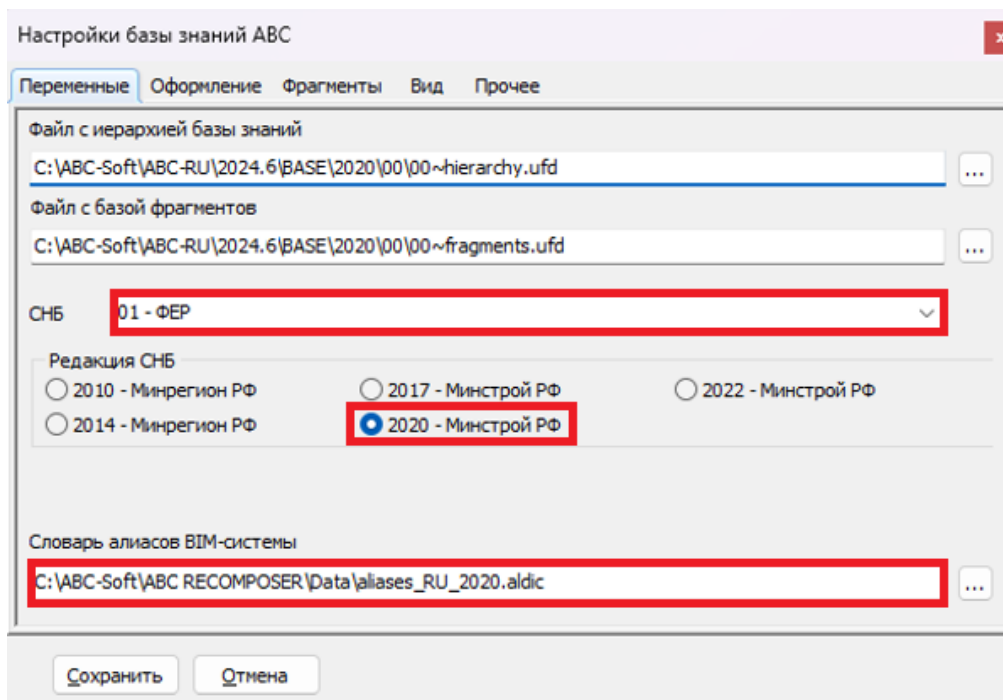 Настройки базы знаний АВС
x
Переменные Оформление Фрагменты Вид Прочее
Файл с иерархией базы знаний
C:\ABC-Soft\ABC-RU\2024.6\BASE\2020\00\00~hierarchy.ufd ...
Файл с базой фрагментов
C:\ABC-Soft\ABC-RU\2024.6\BASE\2020\00\00~fragments.ufd ...
СНБ 01 - ФЕР
Редакция СНБ
2010 - Минрегион РФ 2017 - Минстрой РФ 2022 - Минстрой РФ
2014 - Минрегион РФ 2020 - Минстрой РФ
Словарь алиасов BIM-системы
C:\ABC-Soft\ABC RECOMPOSER\Data\aliases_RU_2020.aldic ...
Сохранить Отмена